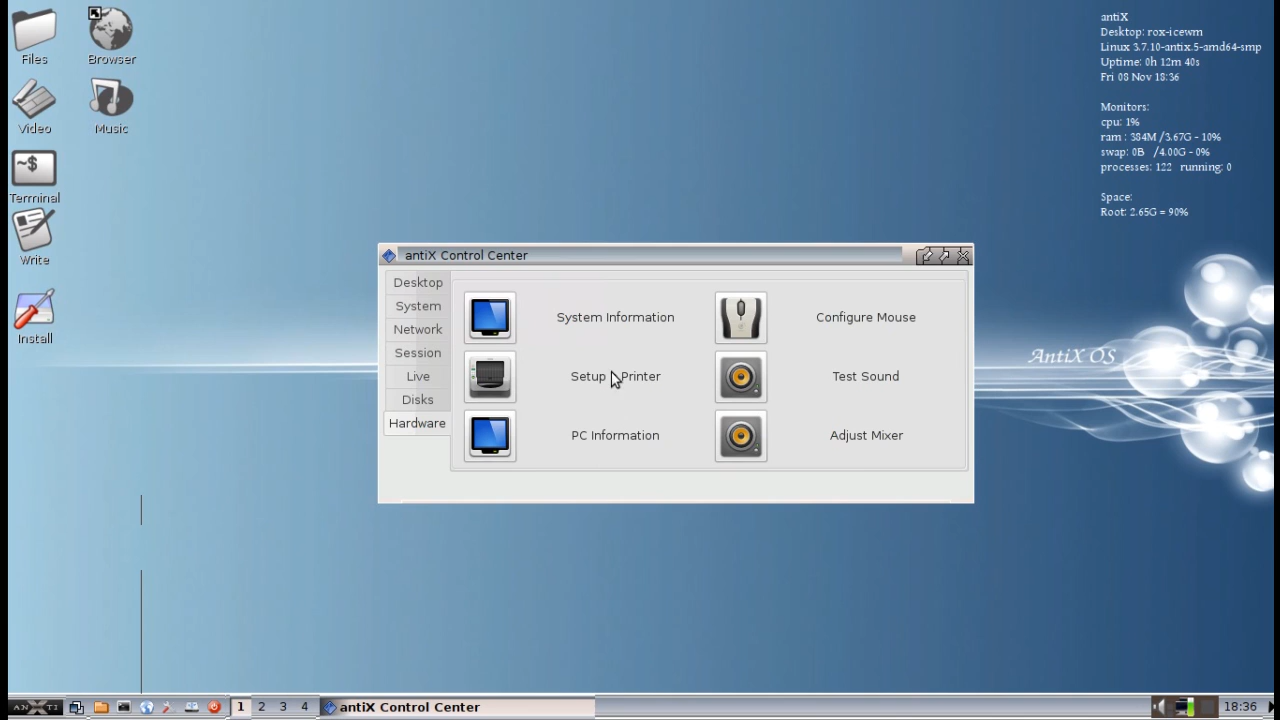 Files
Browser
Video
Music
~$
Terminal
Write
Install
antiX
Desktop: rox-icewm
Linux 3.7.10-antix.5-amd64-smp
Uptime: 0h 12m 40s
Fri 08 Nov 18:36
Monitors:
cpu: 1%
ram : 384M /3.67G - 10%
swap: 0B /4.00G - 0%
processes: 122 running: 0
Space:
Root: 2.65G = 90%
AntiX OS
antiX Control Center
Desktop
System
Network
Session
Live
Disks
Hardware
System Information
Configure Mouse
Setup Printer
Test Sound
PC Information
Adjust Mixer
ANTI
1 2 3 4
antiX Control Center
18:36